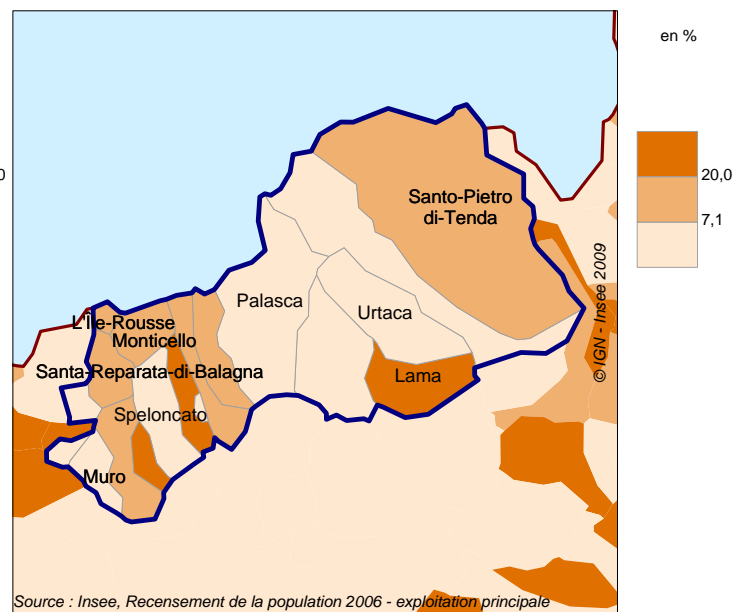 en %
0
20,0
7,1
Santo-Pietro
di-Tenda
Palasca
Urtaca
L'Île-Rousse
Monticello
Santa-Reparata-di-Balagna
Lama
Speloncato
Muro
© IGN - Insee 2009
Source : Insee, Recensement de la population 2006 - exploitation principale